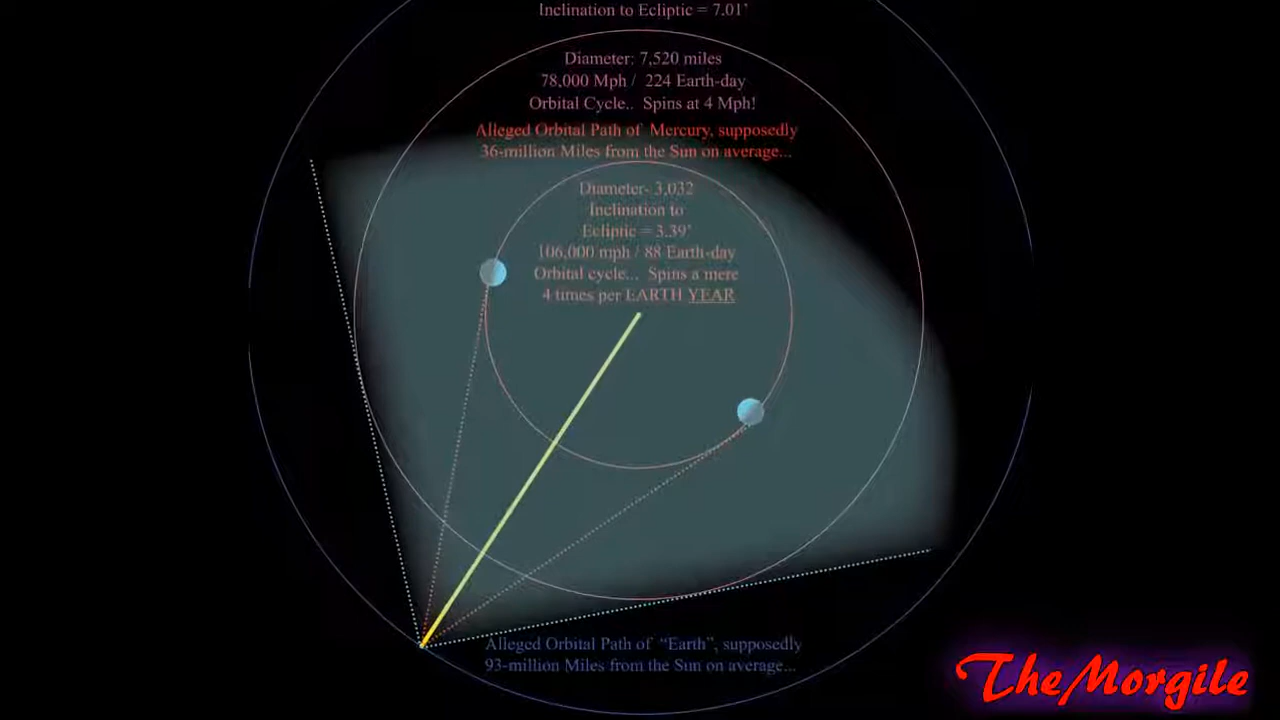 Inclination to Ecliptic = 7.01°
Diameter: 7,520 miles
78,000 Mph / 224 Earth-day
Orbital Cycle.. Spins at 4 Mph!
Alleged Orbital Path of Mercury, supposedly
36-million Miles from the Sun on average...
Diameter- 3,032
Inclination to
Ecliptic = 3.39°
106,000 mph / 88 Earth-day
Orbital cycle... Spins a mere
4 times per EARTH YEAR
Alleged Orbital Path of "Earth", supposedly
93-million Miles from the Sun on average...
TheMorgile